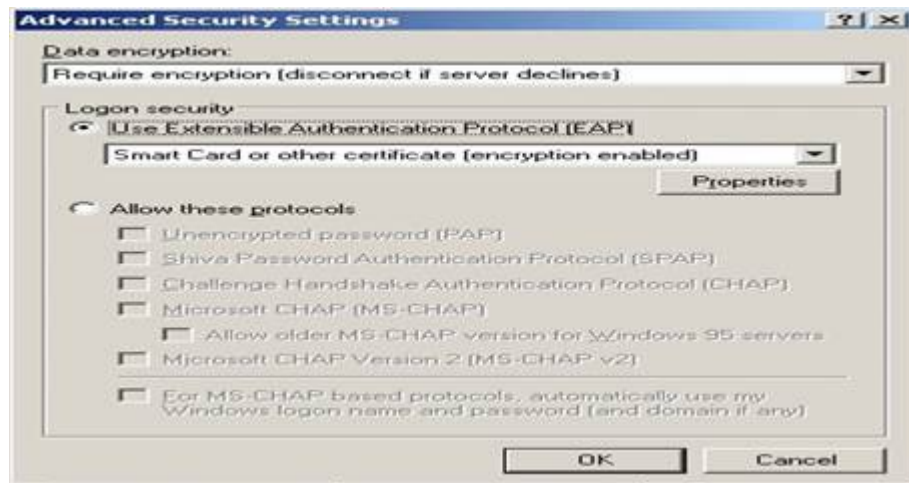 Advanced Security Settings
Data encryption:
Require encryption (disconnect if server declines)
Logon security
Use Extensible Authentication Protocol (EAP)
Smart Card or other certificate (encryption enabled)
Properties
Allow these protocols
Unencrypted password (PAP)
Shiva Password Authentication Protocol (SPAP)
Challenge Handshake Authentication Protocol (CHAP)
Microsoft CHAP (MS-CHAP)
Allow older MS-CHAP version for Windows 95 servers
Microsoft CHAP Version 2 (MS-CHAP v2)
For MS-CHAP based protocols, automatically use my
Windows logon name and password (and domain if any)
OK Cancel